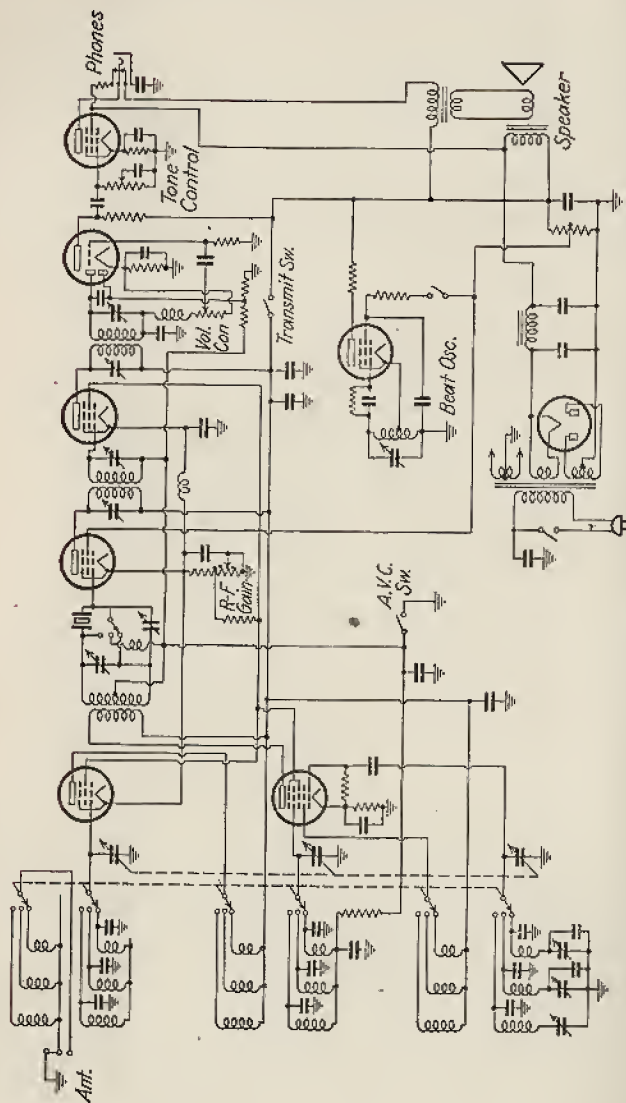 Phones
Tone
Control
Speaker
Vol.
Con
Transmit Sw.
Beat Osc.
R-F
Gain
A.V.C.
Sw.
Ant.